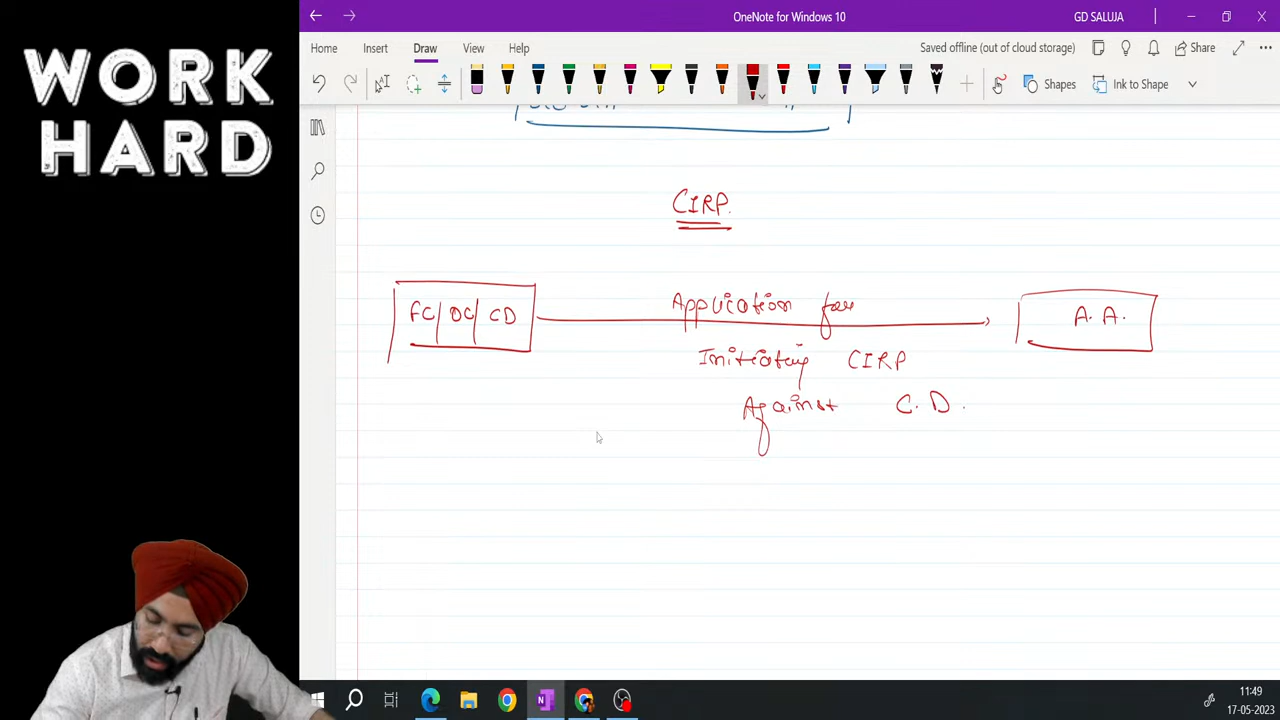 WORK
HARD
OneNote for Windows 10
GD SALUJA
Home Insert Draw View Help
Saved offline (out of cloud storage)
Share
Shapes
Ink to Shapes
CIRP.
FC/ OC/ CD
Application for
A. A.
Initiating CIRP
Against C. D.
11:49
17-05-2023